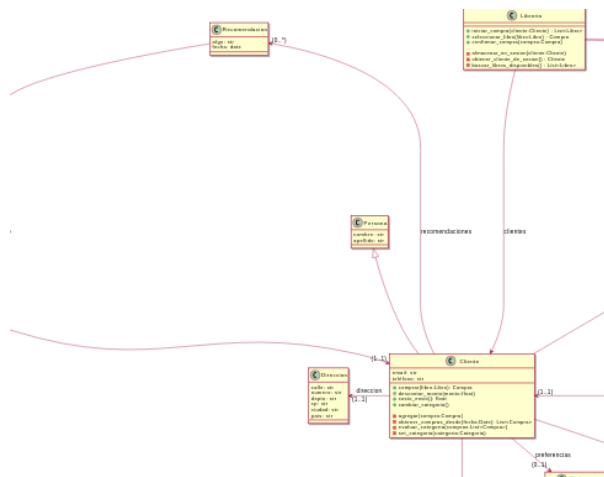 Recomendacion
algo: str
fecha: date
(0..*)
Libreria
iniciar_compra(cliente:Cliente) : List<Libro>
seleccionar_libro(libro:Libro) : Compra
confirmar_compra(compra:Compra)
almacenar_en_sesion(cliente:Cliente)
obtener_cliente_de_sesion() : Cliente
buscar_libros_disponibles() : List<Libro>
Persona
nombre: str
apellido: str
recomendaciones
clientes
(1..1)
Cliente
email: str
telefono: str
comprar(libro:Libro): Compra
descontar_monto(monto:float)
costo_envio(): float
cambiar_categoria()
agregar(compra:Compra)
obtener_compras_desde(fecha:Date): List<Compra>
evaluar_categoria(compras:List<Compra>)
set_categoria(categoria:Categoria)
Direccion
calle: str
numero: str
depto: str
cp: str
ciudad: str
pais: str
direccion
(1..1)
(1..1)
preferencias
(0..1)